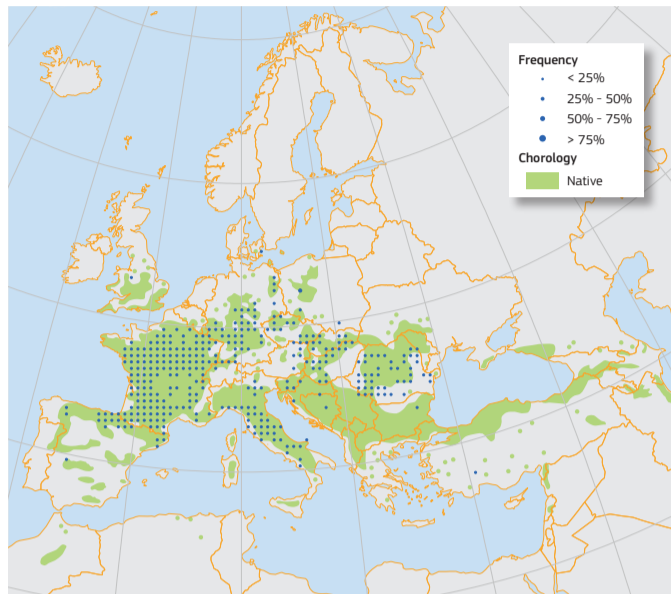 Frequency
< 25%
25% - 50%
50% - 75%
> 75%
Chorology
Native